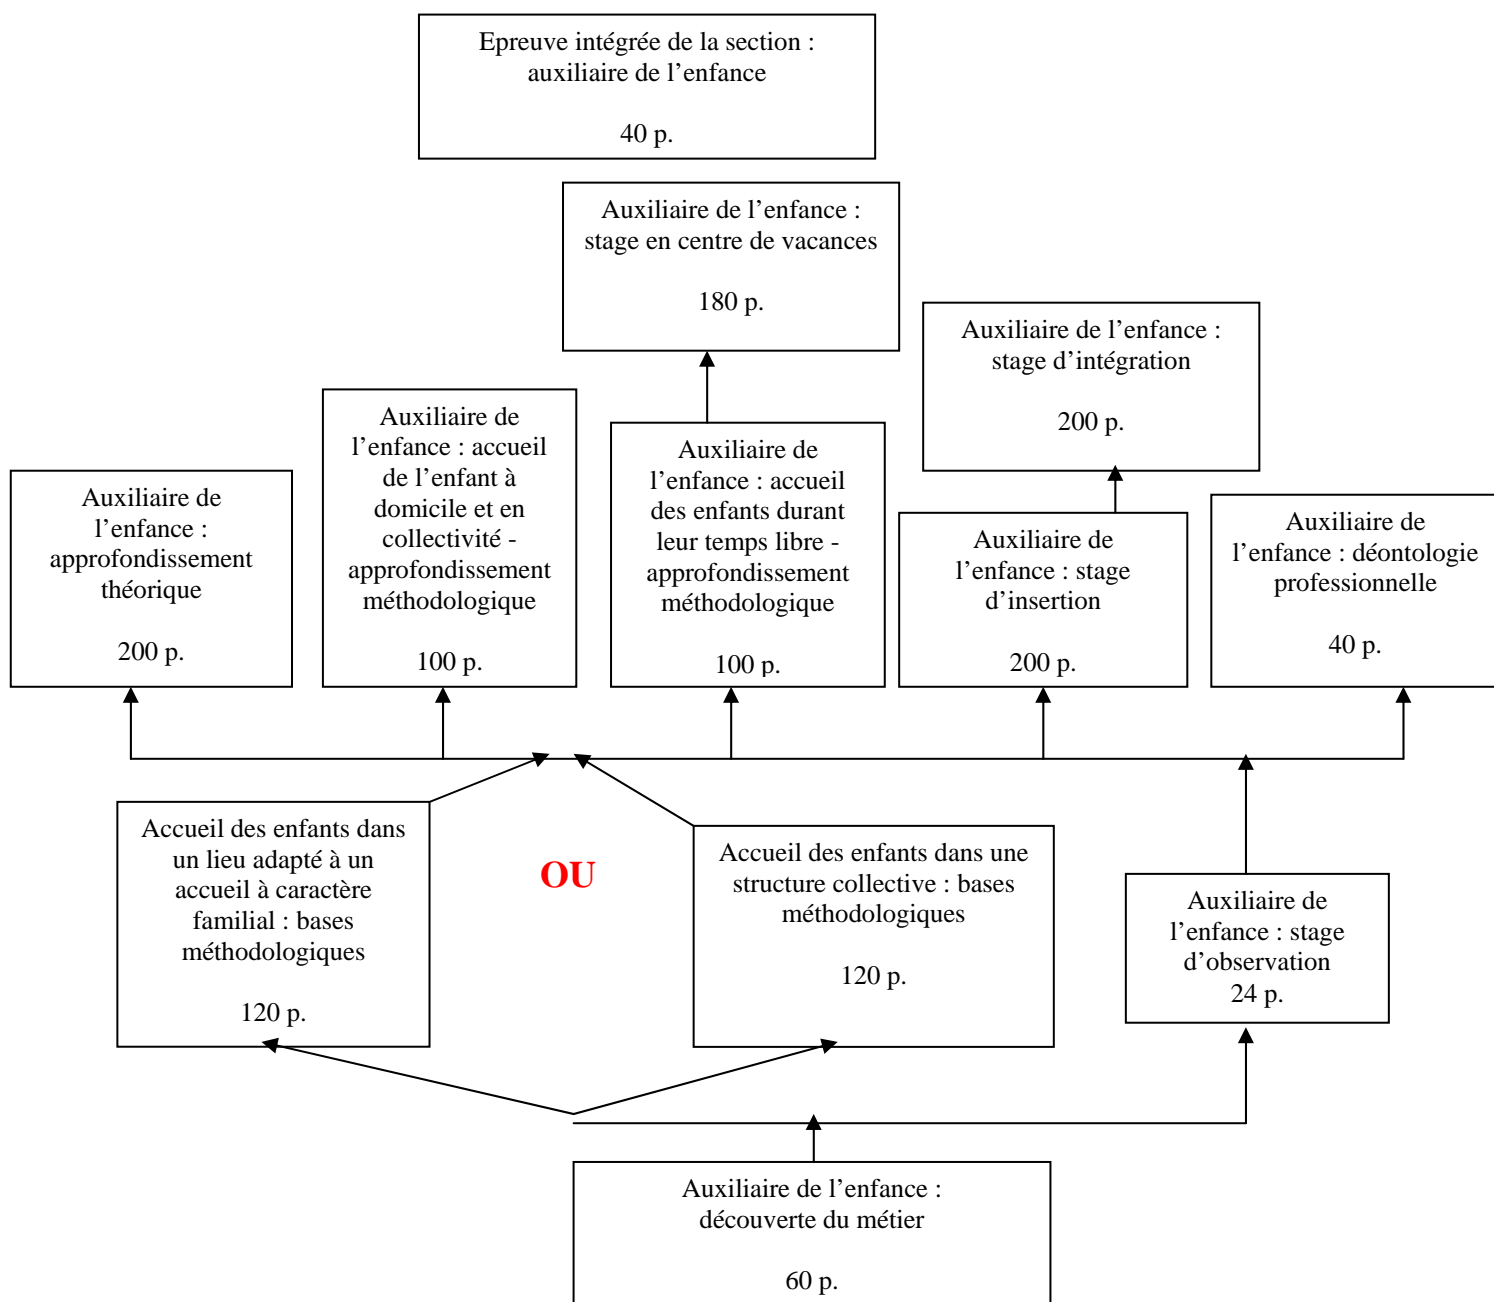 Epreuve intégrée de la section :
auxiliaire de l’enfance
40 p.
Auxiliaire de l’enfance :
stage en centre de vacances
180 p.
Auxiliaire de l’enfance :
stage d’intégration
200 p.
Auxiliaire de
l’enfance :
approfondissement
théorique
200 p.
Auxiliaire de
l’enfance : accueil
de l’enfant à
domicile et en
collectivité -
approfondissement
méthodologique
100 p.
Auxiliaire de
l’enfance : accueil
des enfants durant
leur temps libre -
approfondissement
méthodologique
100 p.
Auxiliaire de
l’enfance : stage
d’insertion
200 p.
Auxiliaire de
l’enfance : déontologie
professionnelle
40 p.
Accueil des enfants dans
un lieu adapté à un
accueil à caractère
familial : bases
méthodologiques
120 p.
OU
Accueil des enfants dans une
structure collective : bases
méthodologiques
120 p.
Auxiliaire de
l’enfance : stage
d’observation
24 p.
Auxiliaire de l’enfance :
découverte du métier
60 p.